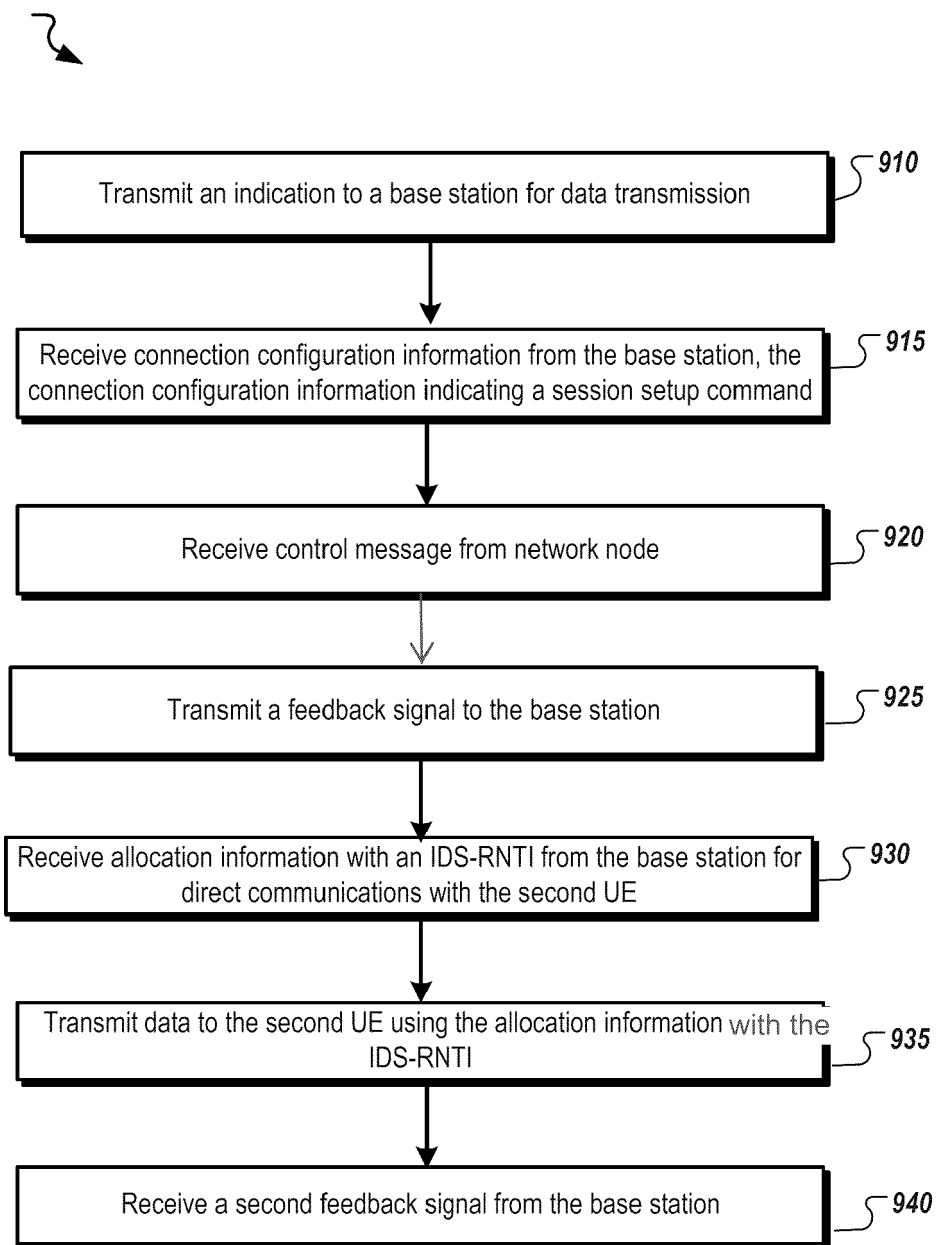 910
Transmit an indication to a base station for data transmission
915
Receive connection configuration information from the base station, the
connection configuration information indicating a session setup command
920
Receive control message from network node
925
Transmit a feedback signal to the base station
930
Receive allocation information with an IDS-RNTI from the base station for
direct communications with the second UE
935
Transmit data to the second UE using the allocation information with the
IDS-RNTI
940
Receive a second feedback signal from the base station